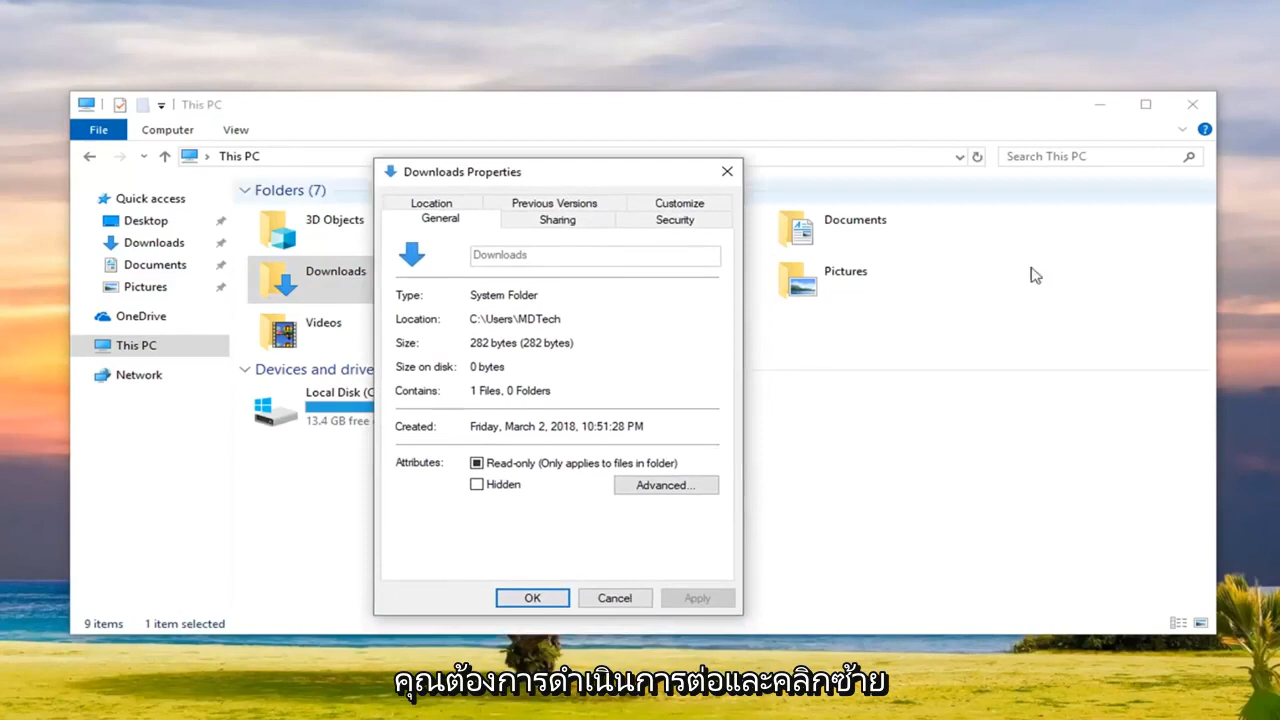 This PC
File
Computer
View
This PC
Search This PC
Quick access
Desktop
Downloads
Documents
Pictures
OneDrive
This PC
Network
Folders (7)
3D Objects
Downloads
Videos
Documents
Pictures
Devices and drive
Local Disk (C
13.4 GB free
Downloads Properties
Location
Previous Versions
Customize
General
Sharing
Security
Downloads
Type: System Folder
Location: C:\Users\MDTech
Size: 282 bytes (282 bytes)
Size on disk: 0 bytes
Contains: 1 Files, 0 Folders
Created: Friday, March 2, 2018, 10:51:28 PM
Attributes: Read-only (Only applies to files in folder)
Hidden
Advanced...
OK
Cancel
Apply
9 items
1 item selected
คุณต้องการดำเนินการต่อและคลิกซ้าย